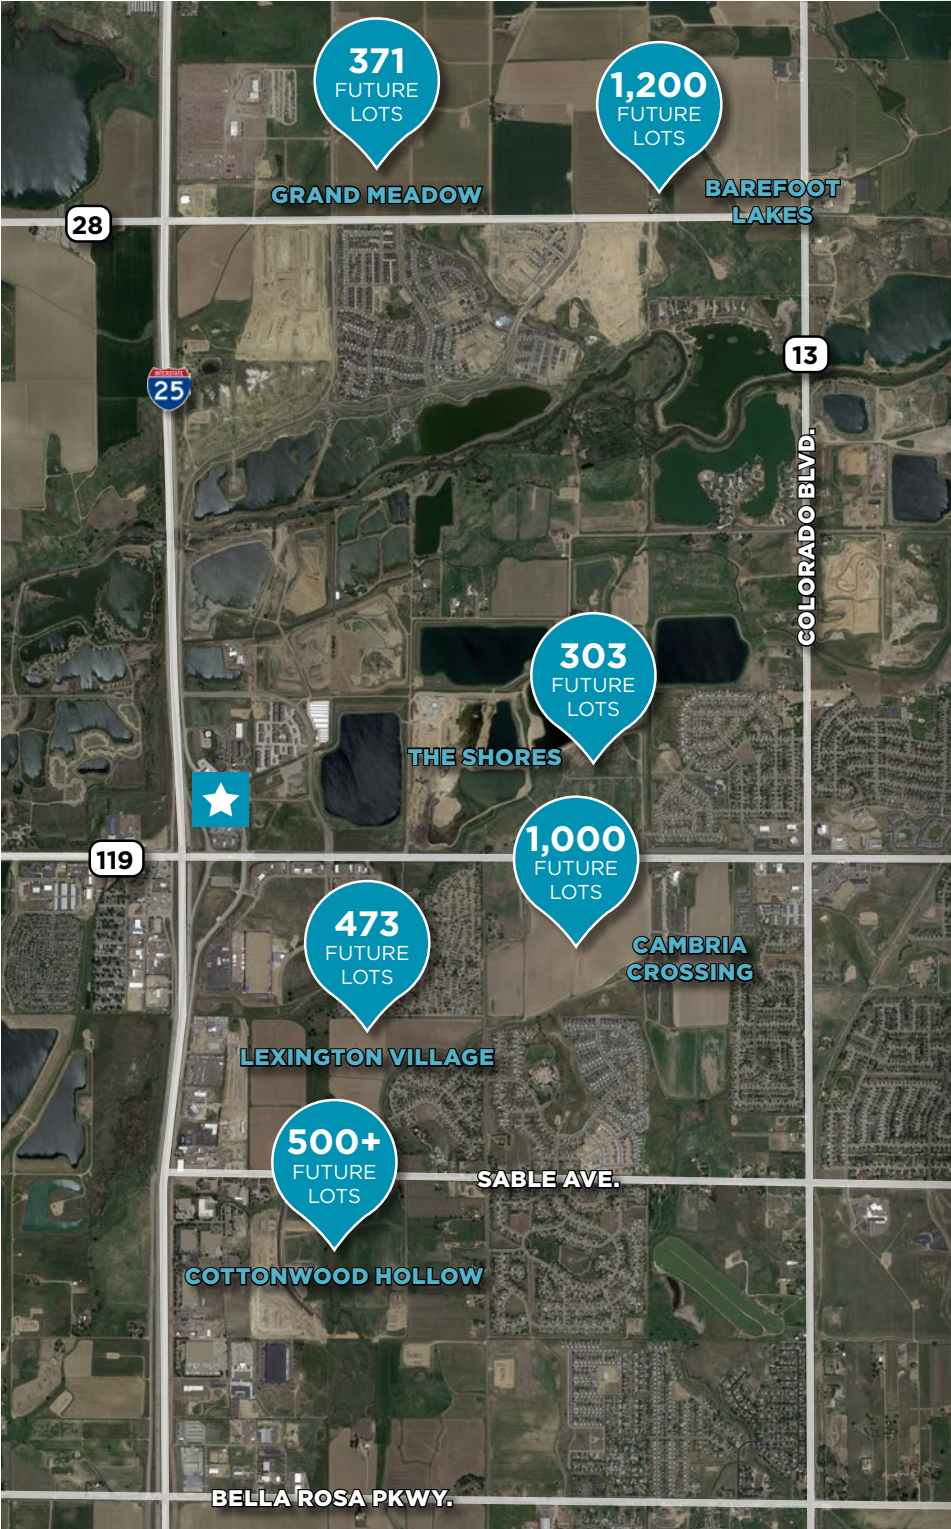 371
FUTURE
LOTS
1,200
FUTURE
LOTS
GRAND MEADOW
BAREFOOT
LAKES
28
13
INTERSTATE
25
COLORADO BLVD.
303
FUTURE
LOTS
THE SHORES
1,000
FUTURE
LOTS
119
473
FUTURE
LOTS
CAMBRIA
CROSSING
LEXINGTON VILLAGE
500+
FUTURE
LOTS
SABLE AVE.
COTTONWOOD HOLLOW
BELLA ROSA PKWY.